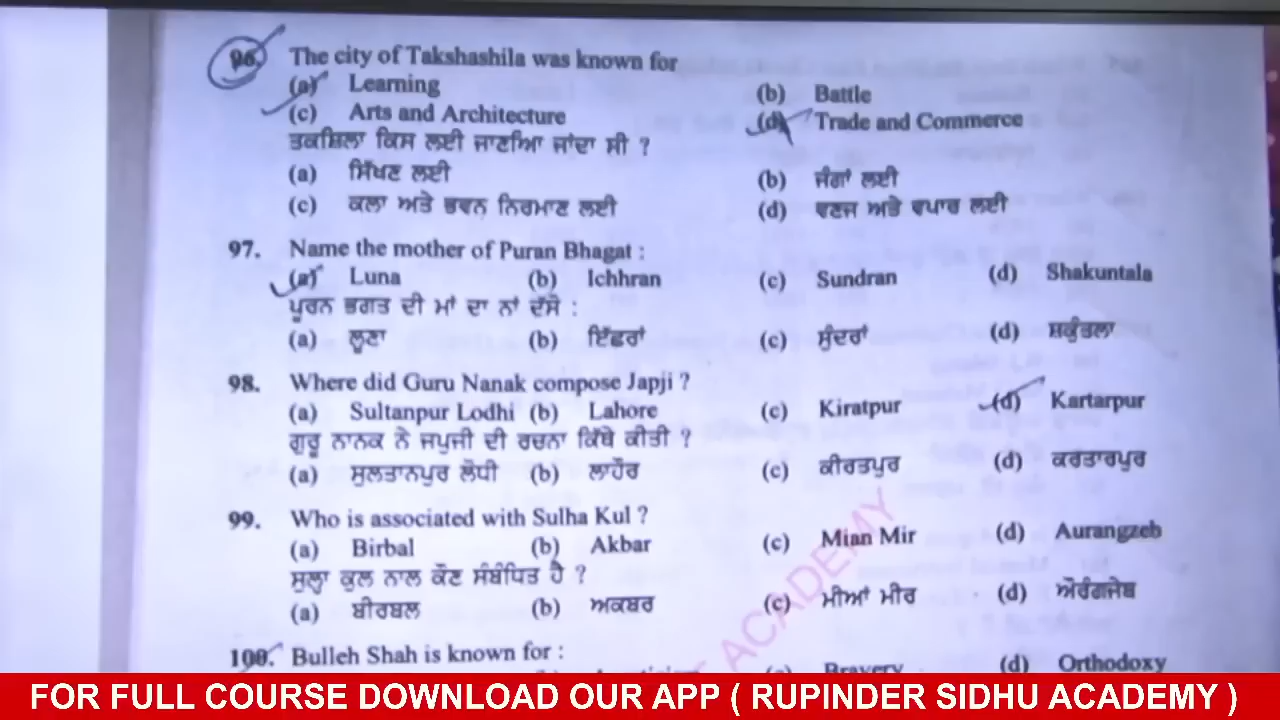 96. The city of Takshashila was known for
(a) Learning (b) Battle
(c) Arts and Architecture (d) Trade and Commerce
ਤਕਸ਼ਿਲਾ ਕਿਸ ਲਈ ਜਾਣਿਆ ਜਾਂਦਾ ਸੀ ?
(a) ਸਿੱਖਣ ਲਈ (b) ਜੰਗਾਂ ਲਈ
(c) ਕਲਾ ਅਤੇ ਭਵਨ ਨਿਰਮਾਣ ਲਈ (d) ਵਣਜ ਅਤੇ ਵਪਾਰ ਲਈ
97. Name the mother of Puran Bhagat :
(a) Luna (b) Ichhran (c) Sundran (d) Shakuntala
ਪੂਰਨ ਭਗਤ ਦੀ ਮਾਂ ਦਾ ਨਾਂ ਦੱਸੋ :
(a) ਲੂਣਾ (b) ਇੱਛਰਾਂ (c) ਸੁੰਦਰਾਂ (d) ਸ਼ਕੁੰਤਲਾ
98. Where did Guru Nanak compose Japji ?
(a) Sultanpur Lodhi (b) Lahore (c) Kiratpur (d) Kartarpur
ਗੁਰੂ ਨਾਨਕ ਨੇ ਜਪੁਜੀ ਦੀ ਰਚਨਾ ਕਿੱਥੇ ਕੀਤੀ ?
(a) ਸੁਲਤਾਨਪੁਰ ਲੋਧੀ (b) ਲਾਹੌਰ (c) ਕੀਰਤਪੁਰ (d) ਕਰਤਾਰਪੁਰ
99. Who is associated with Sulha Kul ?
(a) Birbal (b) Akbar (c) Mian Mir (d) Aurangzeb
ਸੁਲ੍ਹਾ ਕੁਲ ਨਾਲ ਕੌਣ ਸੰਬੰਧਿਤ ਹੈ ?
(a) ਬੀਰਬਲ (b) ਅਕਬਰ (c) ਮੀਆਂ ਮੀਰ (d) ਔਰੰਗਜੇਬ
100. Bulleh Shah is known for :
(c) Bravery (d) Orthodoxy
ACADEMY
FOR FULL COURSE DOWNLOAD OUR APP ( RUPINDER SIDHU ACADEMY )